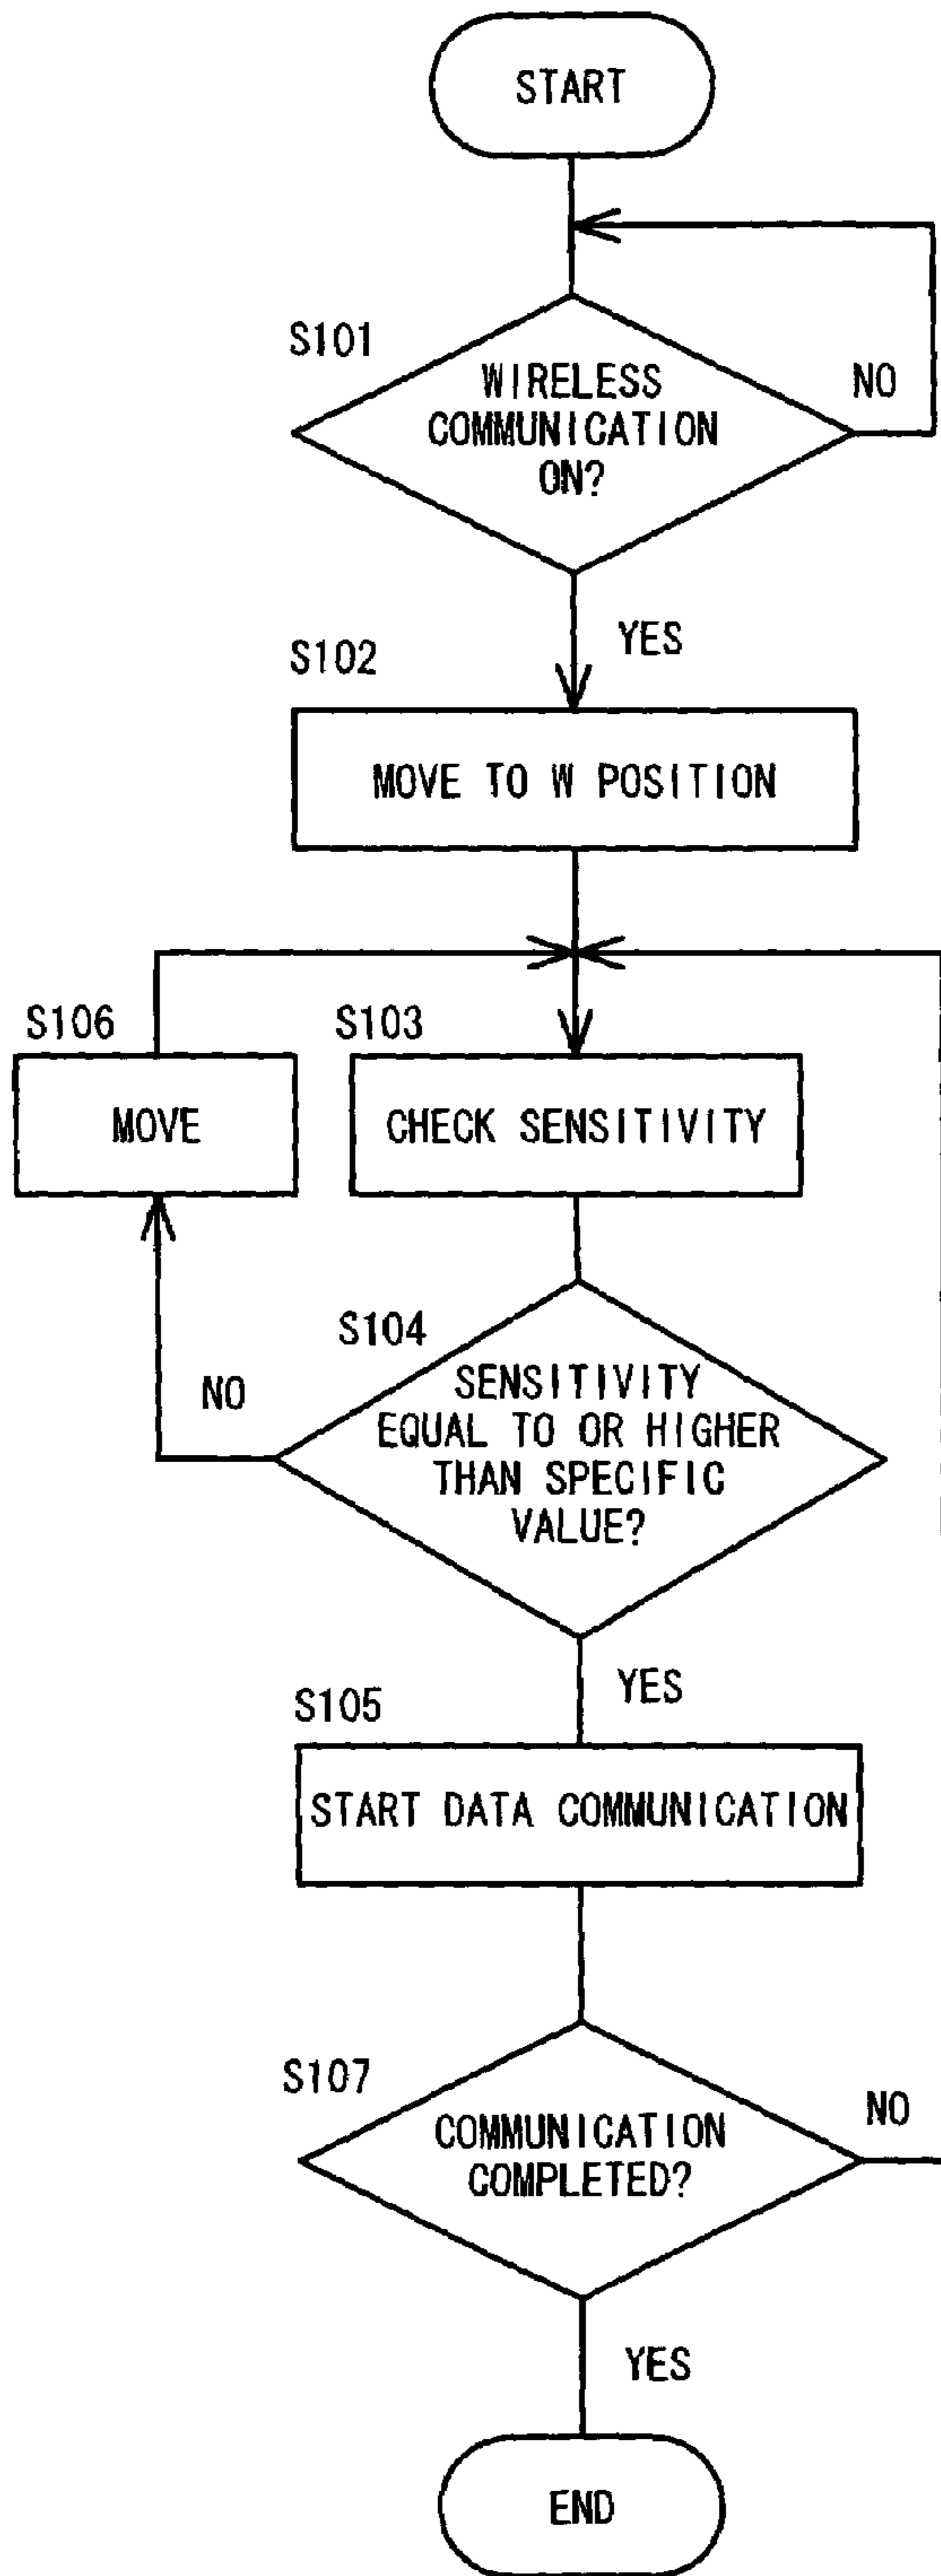 START
S101
WIRELESS
COMMUNICATION
ON?
NO
YES
S102
MOVE TO W POSITION
S106
S103
MOVE
CHECK SENSITIVITY
S104
NO
SENSITIVITY
EQUAL TO OR HIGHER
THAN SPECIFIC
VALUE?
YES
S105
START DATA COMMUNICATION
S107
COMMUNICATION
COMPLETED?
NO
YES
END